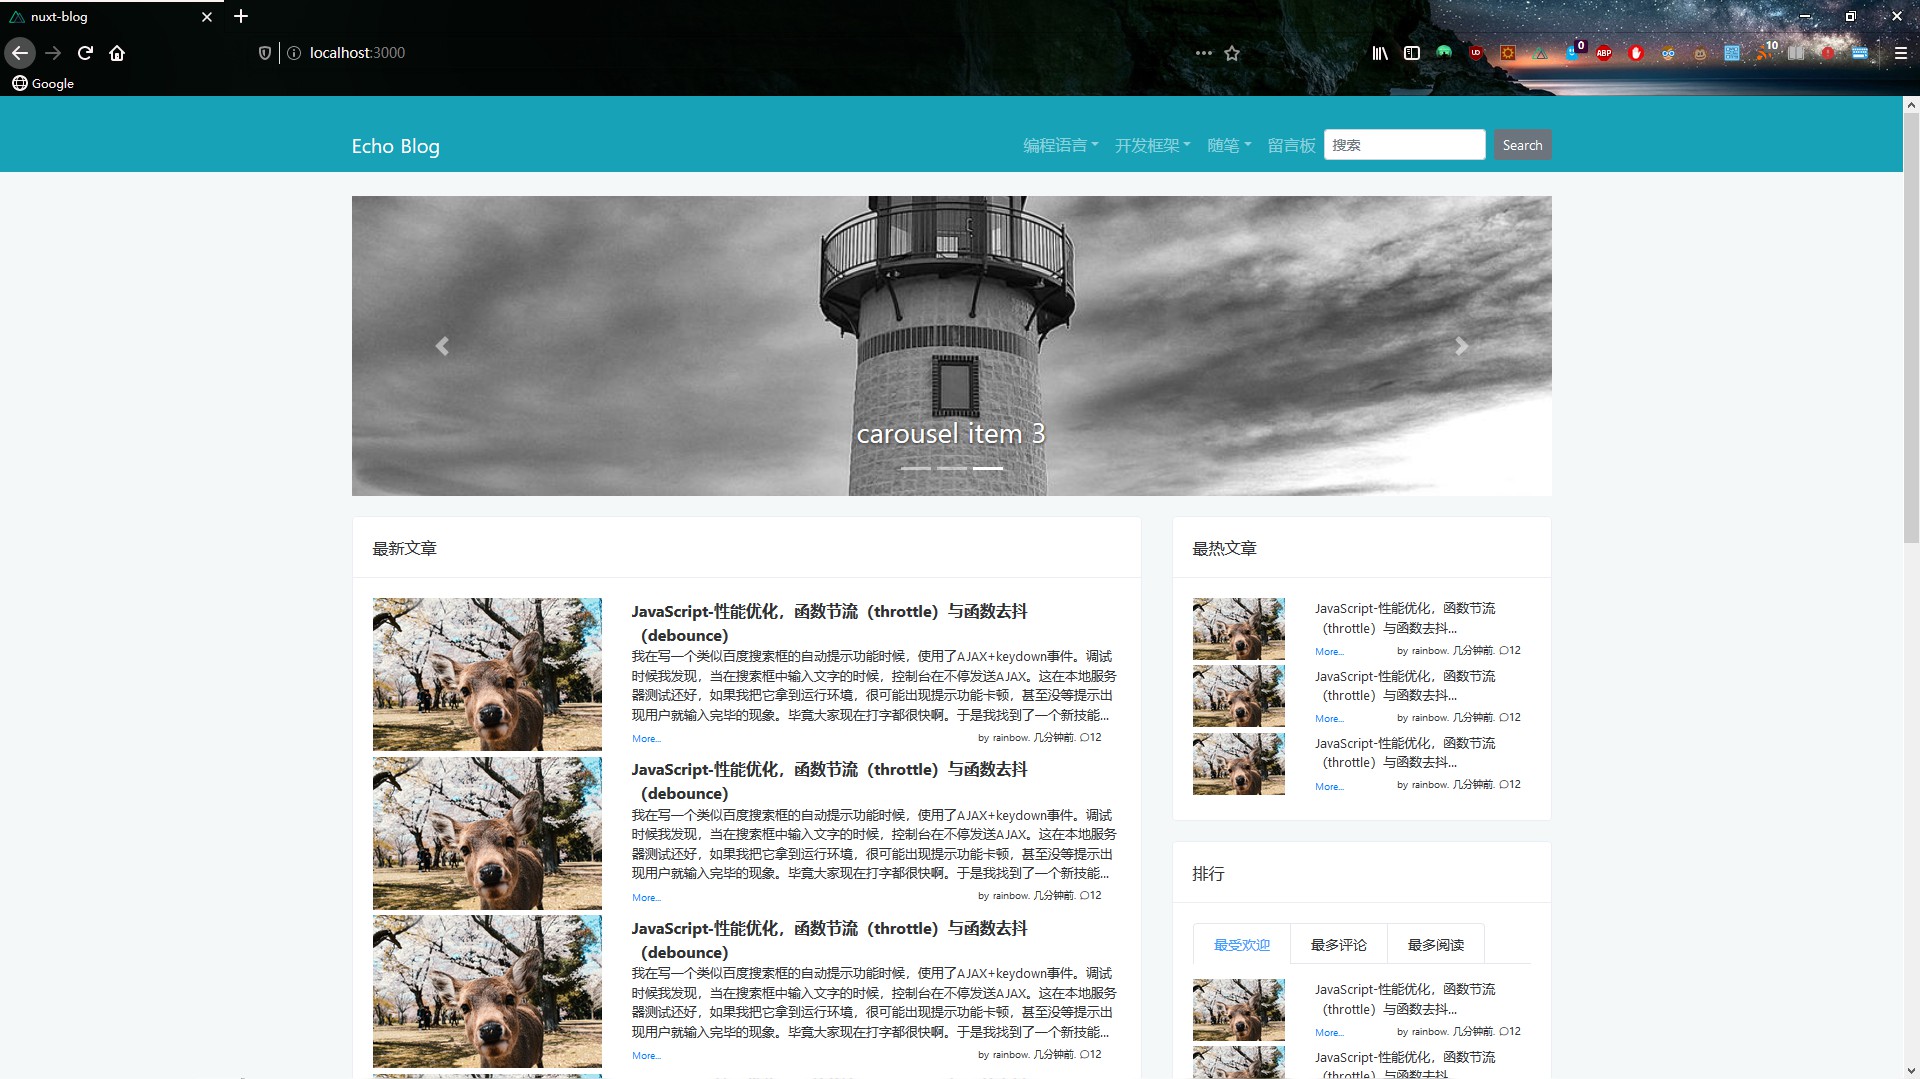 nuxt-blog
localhost:3000
0
UD
ABP
10
Google
Echo Blog
编程语言
开发框架
随笔
留言板
搜索
Search
carousel item 3
最新文章
JavaScript-性能优化，函数节流（throttle）与函数去抖
（debounce）
我在写一个类似百度搜索框的自动提示功能时候，使用了AJAX+keydown事件。调试
时候我发现，当在搜索框中输入文字的时候，控制台在不停发送AJAX。这在本地服务
器测试还好，如果我把它拿到运行环境，很可能出现提示功能卡顿，甚至没等提示出
现用户就输入完毕的现象。毕竟大家现在打字都很快啊。于是我找到了一个新技能...
More...
by rainbow. 几分钟前. 12
JavaScript-性能优化，函数节流（throttle）与函数去抖
（debounce）
我在写一个类似百度搜索框的自动提示功能时候，使用了AJAX+keydown事件。调试
时候我发现，当在搜索框中输入文字的时候，控制台在不停发送AJAX。这在本地服务
器测试还好，如果我把它拿到运行环境，很可能出现提示功能卡顿，甚至没等提示出
现用户就输入完毕的现象。毕竟大家现在打字都很快啊。于是我找到了一个新技能...
More...
by rainbow. 几分钟前. 12
JavaScript-性能优化，函数节流（throttle）与函数去抖
（debounce）
我在写一个类似百度搜索框的自动提示功能时候，使用了AJAX+keydown事件。调试
时候我发现，当在搜索框中输入文字的时候，控制台在不停发送AJAX。这在本地服务
器测试还好，如果我把它拿到运行环境，很可能出现提示功能卡顿，甚至没等提示出
现用户就输入完毕的现象。毕竟大家现在打字都很快啊。于是我找到了一个新技能...
More...
by rainbow. 几分钟前. 12
最热文章
JavaScript-性能优化，函数节流
（throttle）与函数去抖...
More...
by rainbow. 几分钟前. 12
JavaScript-性能优化，函数节流
（throttle）与函数去抖...
More...
by rainbow. 几分钟前. 12
JavaScript-性能优化，函数节流
（throttle）与函数去抖...
More...
by rainbow. 几分钟前. 12
排行
最受欢迎
最多评论
最多阅读
JavaScript-性能优化，函数节流
（throttle）与函数去抖...
More...
by rainbow. 几分钟前. 12
JavaScript-性能优化，函数节流
（throttle）与函数去抖...